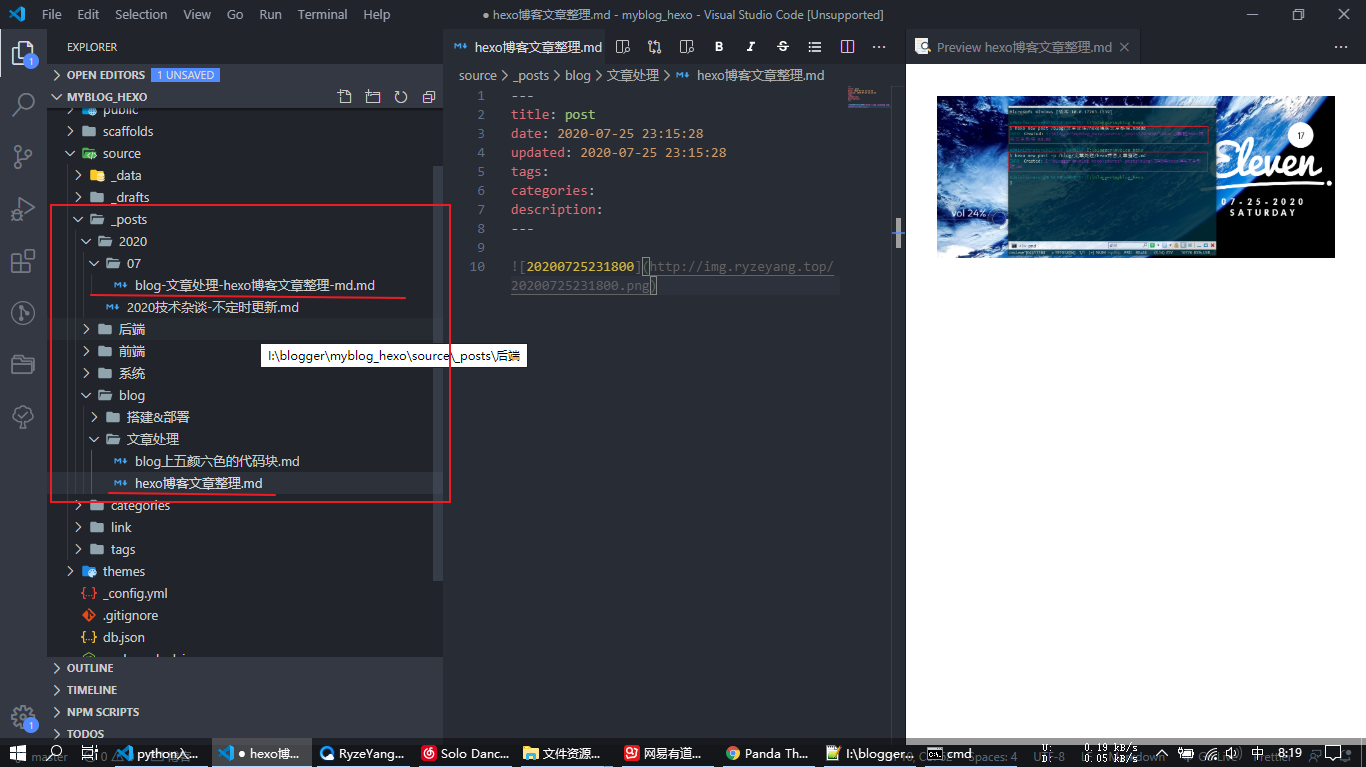 File Edit Selection View Go Run Terminal Help
● hexo博客文章整理.md - myblog_hexo - Visual Studio Code [Unsupported]
EXPLORER
OPEN EDITORS 1 UNSAVED
MYBLOG_HEXO
public
scaffolds
source
_data
_drafts
_posts
2020
07
blog-文章处理-hexo博客文章整理-md.md
2020技术杂谈-不定时更新.md
后端
前端
I:\blogger\myblog_hexo\source\_posts\后端
系统
blog
搭建&部署
文章处理
blog上五颜六色的代码块.md
hexo博客文章整理.md
categories
link
tags
themes
_config.yml
.gitignore
db.json
OUTLINE
TIMELINE
NPM SCRIPTS
TODOS
1
1
hexo博客文章整理.md
B I S
source > _posts > blog > 文章处理 > hexo博客文章整理.md
1 ---
2 title: post
3 date: 2020-07-25 23:15:28
4 updated: 2020-07-25 23:15:28
5 tags:
6 categories:
7 description:
8 ---
9
10 ![20200725231800](http://img.ryzeyang.top/
20200725231800.png)
Preview hexo博客文章整理.md
17
Eleven.
07-25-2020
SATURDAY
vol 24%
master
python入...
● hexo博...
RyzeYang...
Solo Danc...
文件资源...
网易有道...
Panda Th...
I:\blogger...
cmd
Spaces: 4
UTF-8
U: 0.19 kB/s
D: 0.05 kB/s
中
8:19
Prettier